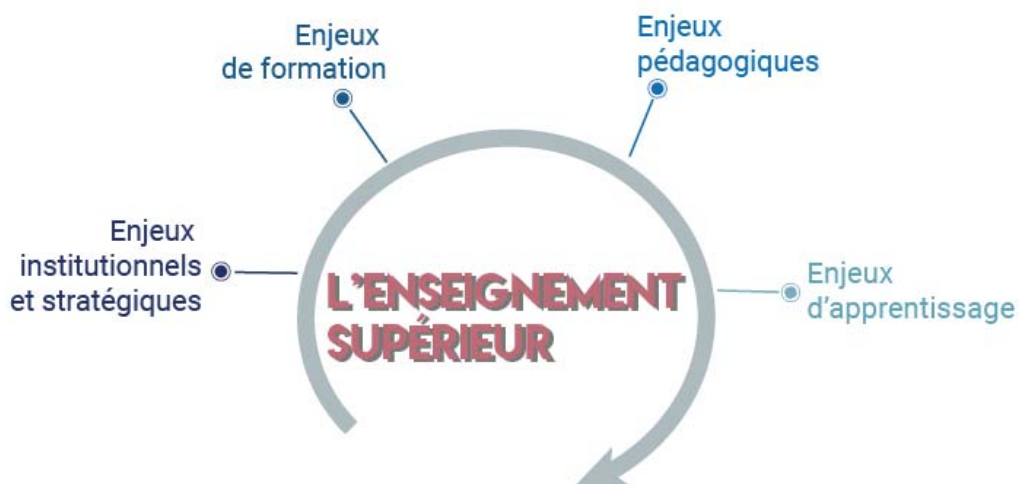 Enjeux
de formation
Enjeux
pédagogiques
Enjeux
institutionnels
et stratégiques
L'ENSEIGNEMENT
SUPÉRIEUR
Enjeux
d'apprentissage